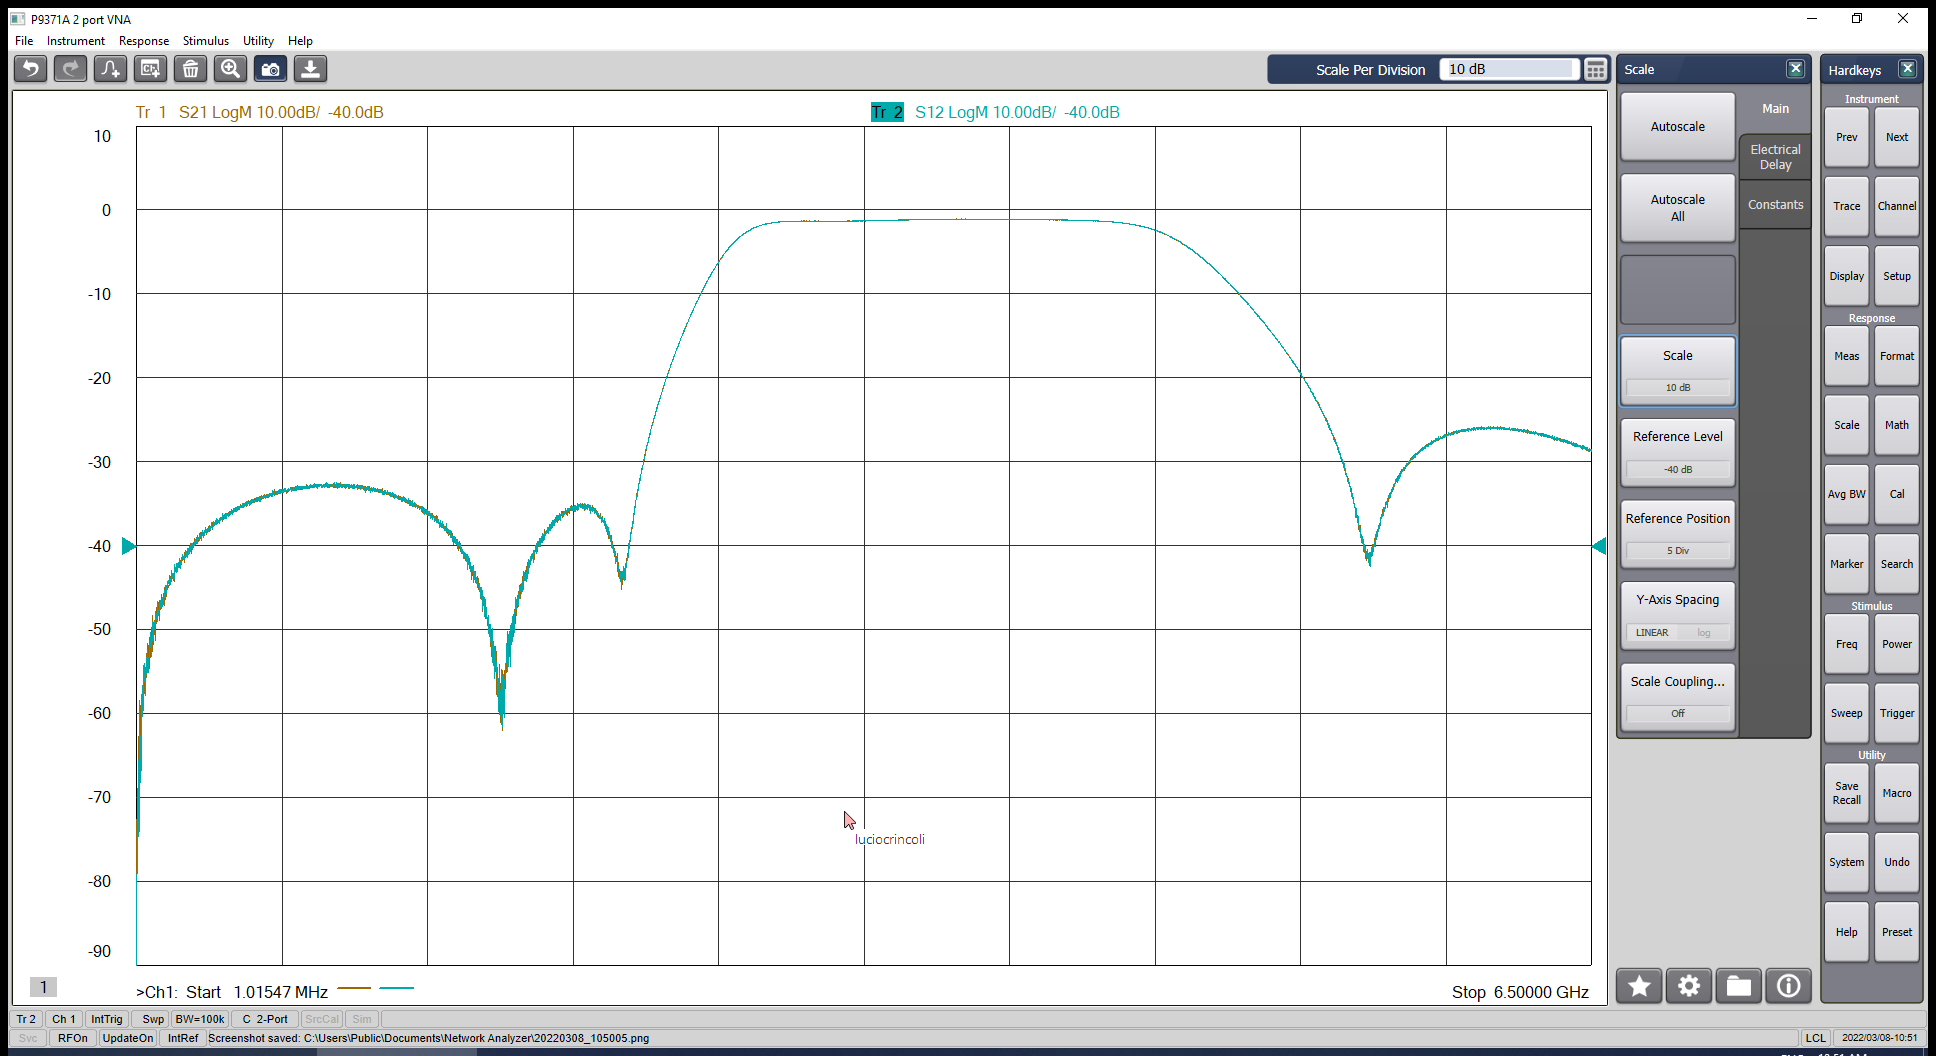 P9371A 2 port VNA
File Instrument Response Stimulus Utility Help
Scale Per Division 10 dB
Tr 1 S21 LogM 10.00dB/ -40.0dB
Tr 2 S12 LogM 10.00dB/ -40.0dB
10
0
-10
-20
-30
-40
-50
-60
-70
-80
-90
luciocrincoli
1
>Ch1: Start 1.01547 MHz
Stop 6.50000 GHz
Scale
Autoscale
Autoscale
All
Scale
10 dB
Reference Level
-40 dB
Reference Position
5 Div
Y-Axis Spacing
LINEAR log
Scale Coupling...
Off
Main
Electrical
Delay
Constants
Hardkeys
Instrument
Prev Next
Trace Channel
Display Setup
Response
Meas Format
Scale Math
Avg BW Cal
Marker Search
Stimulus
Freq Power
Sweep Trigger
Utility
Save
Recall
Macro
System Undo
Help Preset
Tr 2 Ch 1 IntTrig Swp BW=100k C 2-Port SrcCal Sim
Svc RFOn UpdateOn IntRef Screenshot saved: C:\Users\Public\Documents\Network Analyzer\20220308_105005.png LCL 2022/03/08-10:51